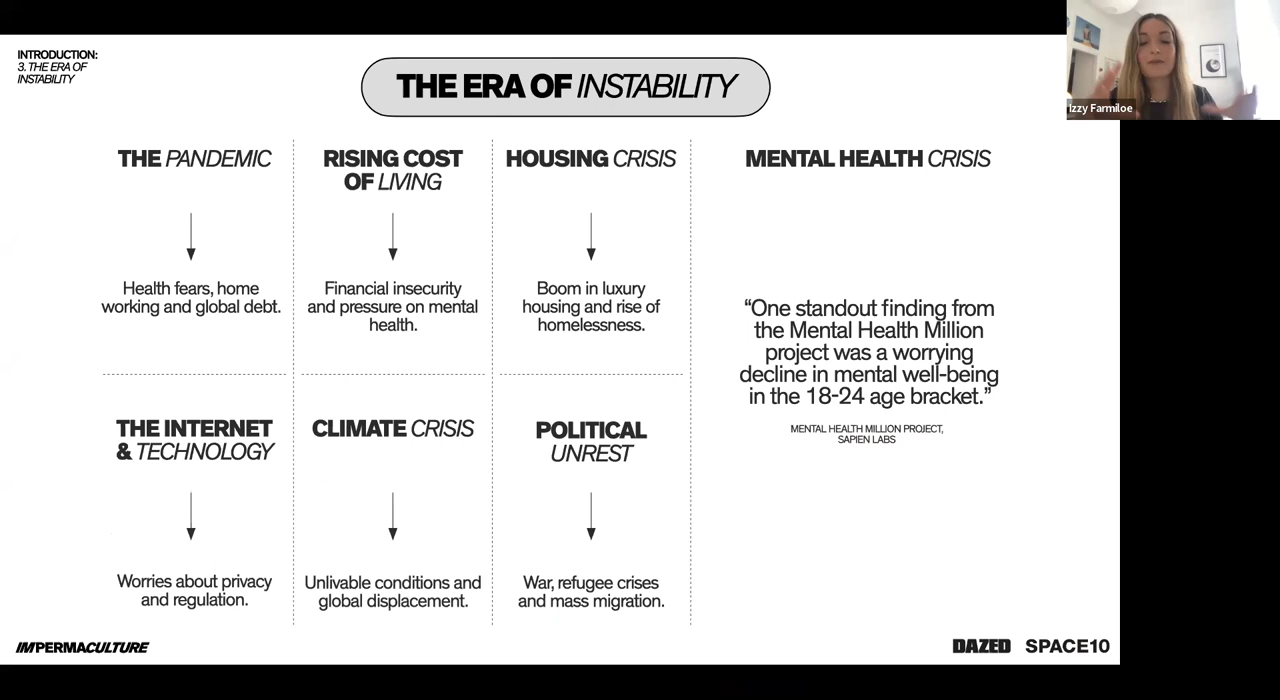 INTRODUCTION:
3. THE ERA OF
INSTABILITY
THE ERA OF INSTABILITY
THE PANDEMIC
Health fears, home
working and global debt.
RISING COST
OF LIVING
Financial insecurity
and pressure on mental
health.
HOUSING CRISIS
Boom in luxury
housing and rise of
homelessness.
MENTAL HEALTH CRISIS
“One standout finding from
the Mental Health Million
project was a worrying
decline in mental well-being
in the 18-24 age bracket.”
MENTAL HEALTH MILLION PROJECT,
SAPIEN LABS
THE INTERNET
& TECHNOLOGY
Worries about privacy
and regulation.
CLIMATE CRISIS
Unlivable conditions and
global displacement.
POLITICAL
UNREST
War, refugee crises
and mass migration.
IMPERMACULTURE
DAZED SPACE10
Izzy Farmiloe